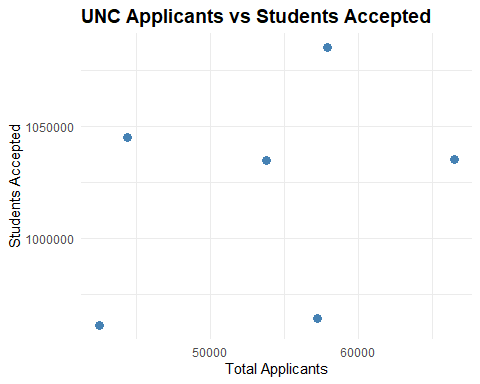 UNC Applicants vs Students Accepted
Students Accepted
1050000
1000000
50000 60000
Total Applicants